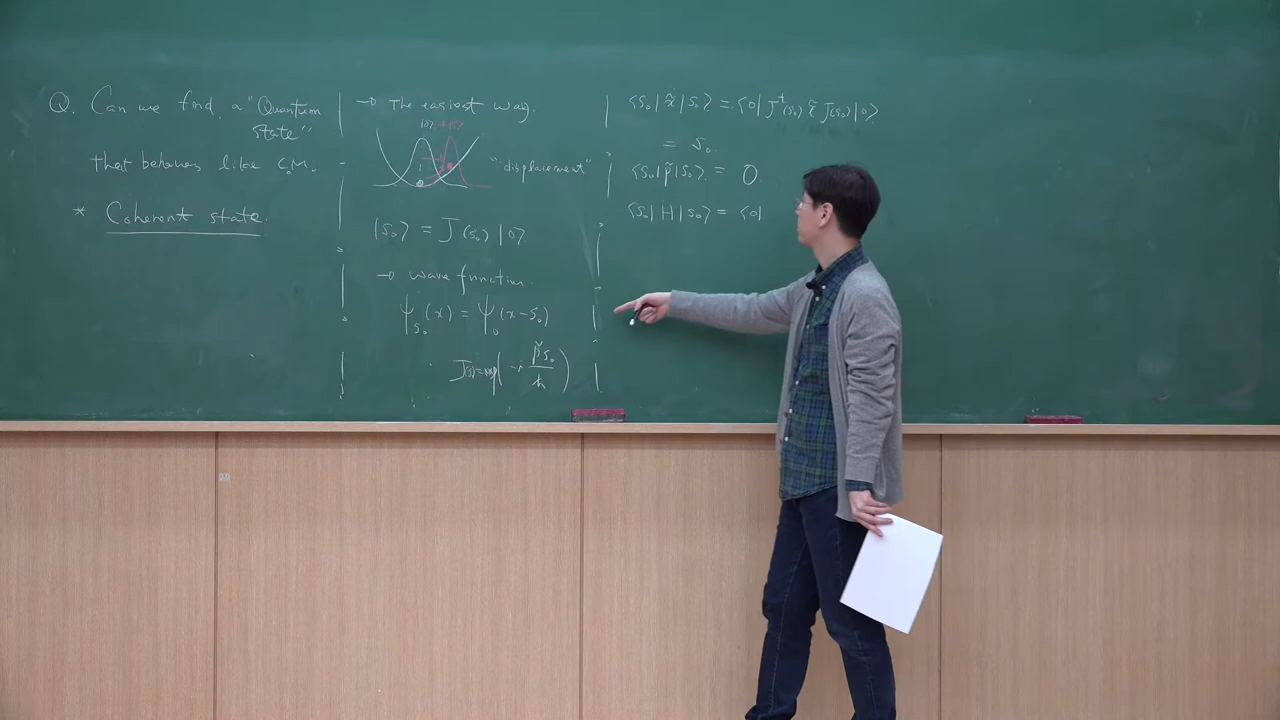 Q. Can we find a "Quantum
state"
that behaves like C.M.
* Coherent state.
→ The easiest way.
|0> → |s₀>
"displacement"
|s₀> = J(s₀)|0>
→ wave function.
ψ_s₀(x) = ψ₀(x-s₀)
J(s₀)=exp(-i p̂s₀/ħ)
<s₀|x̂|s₀> = <0|J†(s₀) x̂ J(s₀)|0>
= s₀.
<s₀|p̂|s₀> = 0.
<s₀|H|s₀> = <0|